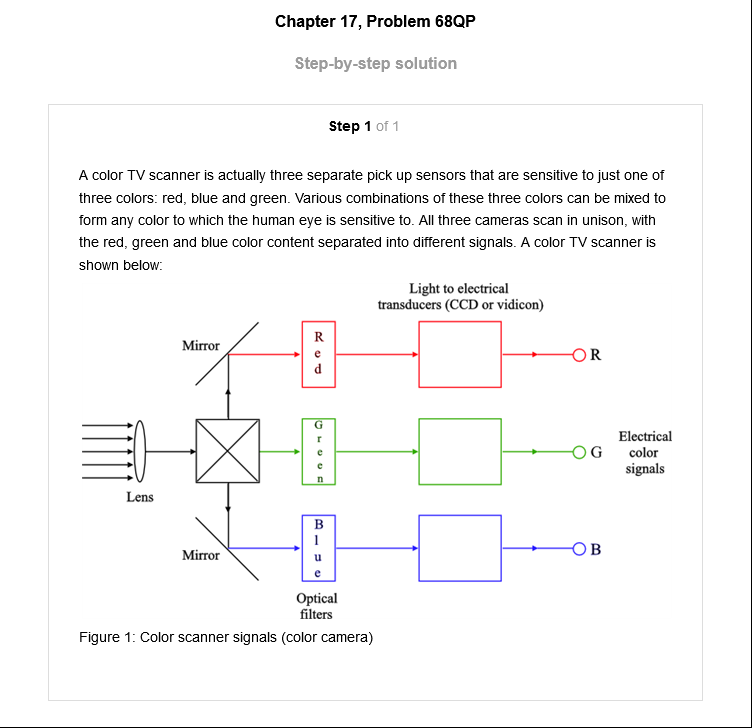 Chapter 17, Problem 68QP
Step-by-step solution
Step 1 of 1
A color TV scanner is actually three separate pick up sensors that are sensitive to just one of
three colors: red, blue and green. Various combinations of these three colors can be mixed to
form any color to which the human eye is sensitive to. All three cameras scan in unison, with
the red, green and blue color content separated into different signals. A color TV scanner is
shown below:
Light to electrical
transducers (CCD or vidicon)
Mirror
Red
R
Green
G
Electrical
color
signals
Lens
Mirror
Blue
B
Optical
filters
Figure 1: Color scanner signals (color camera)